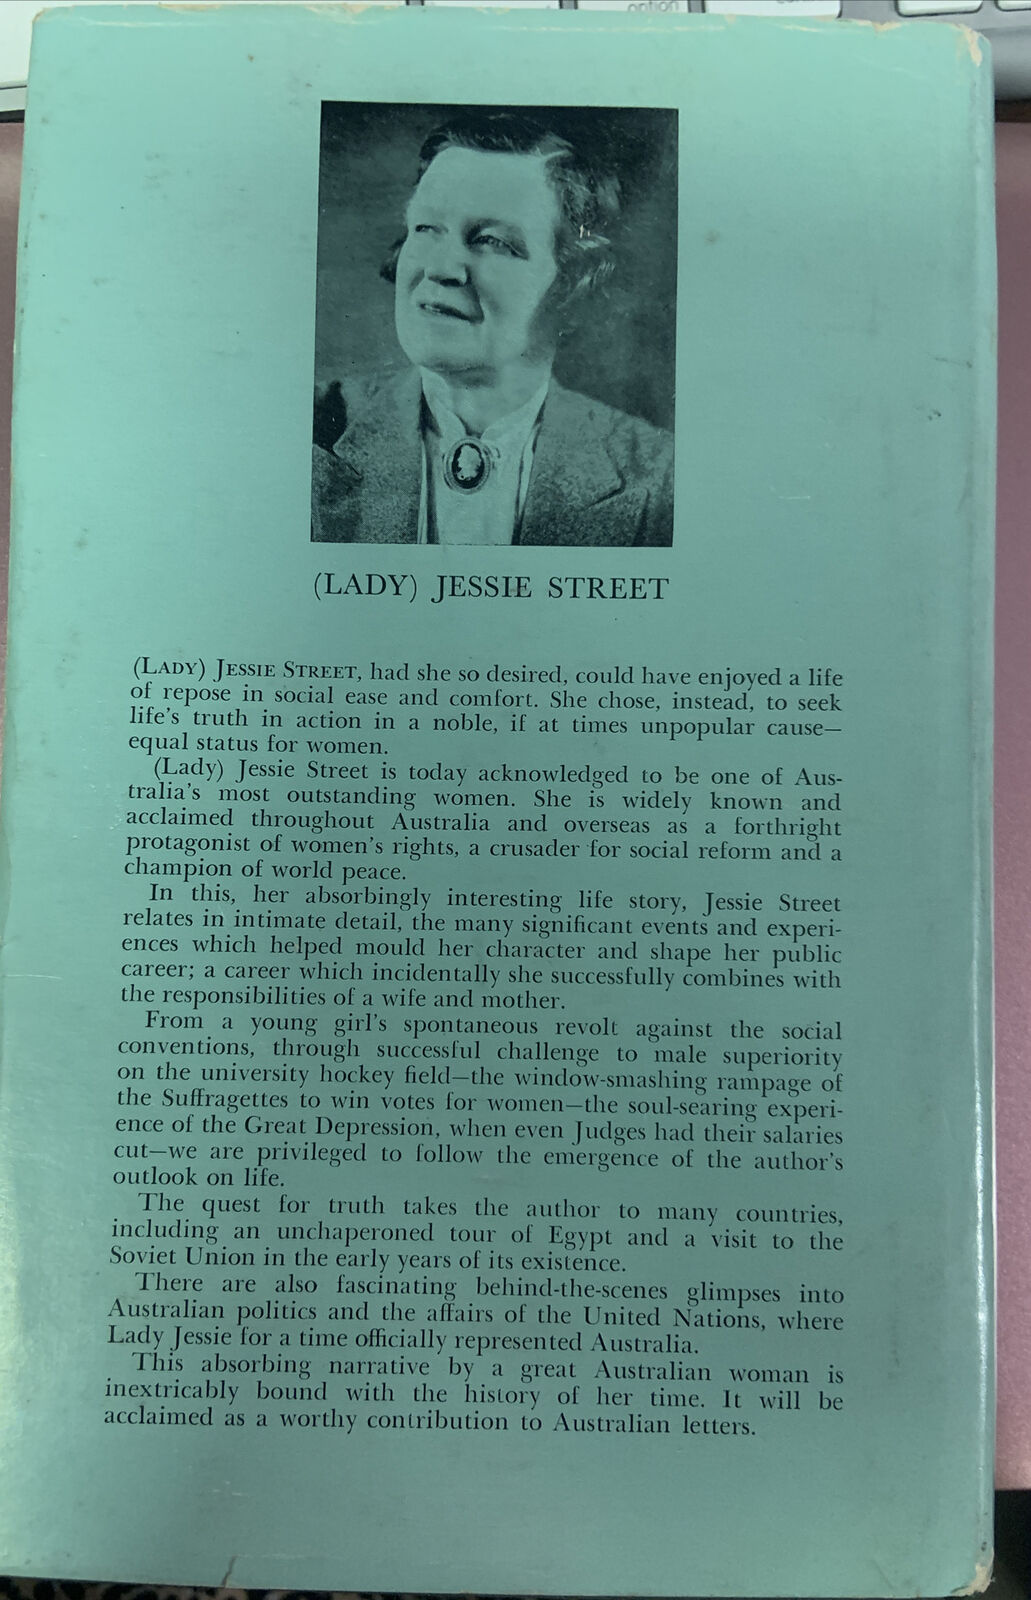 option
(LADY) JESSIE STREET
(LADY) JESSIE STREET, had she so desired, could have enjoyed a life
of repose in social ease and comfort. She chose, instead, to seek
life's truth in action in a noble, if at times unpopular cause—
equal status for women.
(Lady) Jessie Street is today acknowledged to be one of Aus-
tralia's most outstanding women. She is widely known and
acclaimed throughout Australia and overseas as a forthright
protagonist of women's rights, a crusader for social reform and a
champion of world peace.
In this, her absorbingly interesting life story, Jessie Street
relates in intimate detail, the many significant events and experi-
ences which helped mould her character and shape her public
career; a career which incidentally she successfully combines with
the responsibilities of a wife and mother.
From a young girl's spontaneous revolt against the social
conventions, through successful challenge to male superiority
on the university hockey field—the window-smashing rampage of
the Suffragettes to win votes for women—the soul-searing experi-
ence of the Great Depression, when even Judges had their salaries
cut—we are privileged to follow the emergence of the author's
outlook on life.
The quest for truth takes the author to many countries,
including an unchaperoned tour of Egypt and a visit to the
Soviet Union in the early years of its existence.
There are also fascinating behind-the-scenes glimpses into
Australian politics and the affairs of the United Nations, where
Lady Jessie for a time officially represented Australia.
This absorbing narrative by a great Australian woman is
inextricably bound with the history of her time. It will be
acclaimed as a worthy contribution to Australian letters.